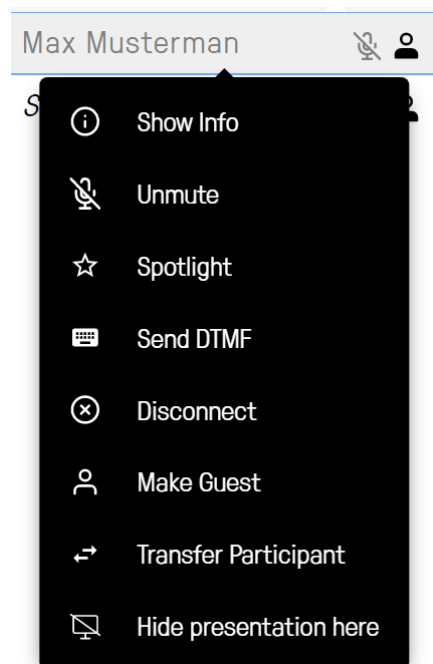 Max Musterman
S
Show Info
Unmute
Spotlight
Send DTMF
Disconnect
Make Guest
Transfer Participant
Hide presentation here